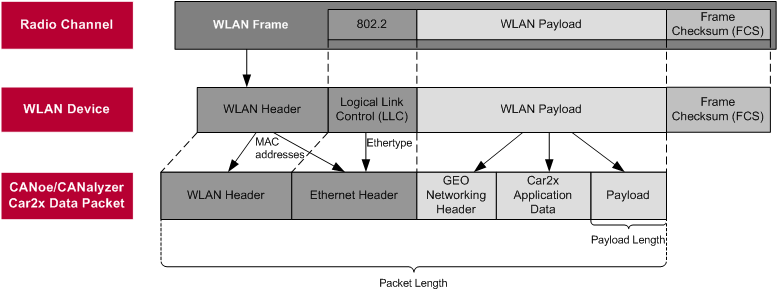 Radio Channel
WLAN Frame
802.2
WLAN Payload
Frame
Checksum (FCS)
WLAN Device
WLAN Header
Logical Link
Control (LLC)
WLAN Payload
Frame
Checksum (FCS)
MAC
addresses
Ethertype
CANoe/CANalyzer
Car2x Data Packet
WLAN Header
Ethernet Header
GEO
Networking
Header
Car2x
Application
Data
Payload
Payload Length
Packet Length